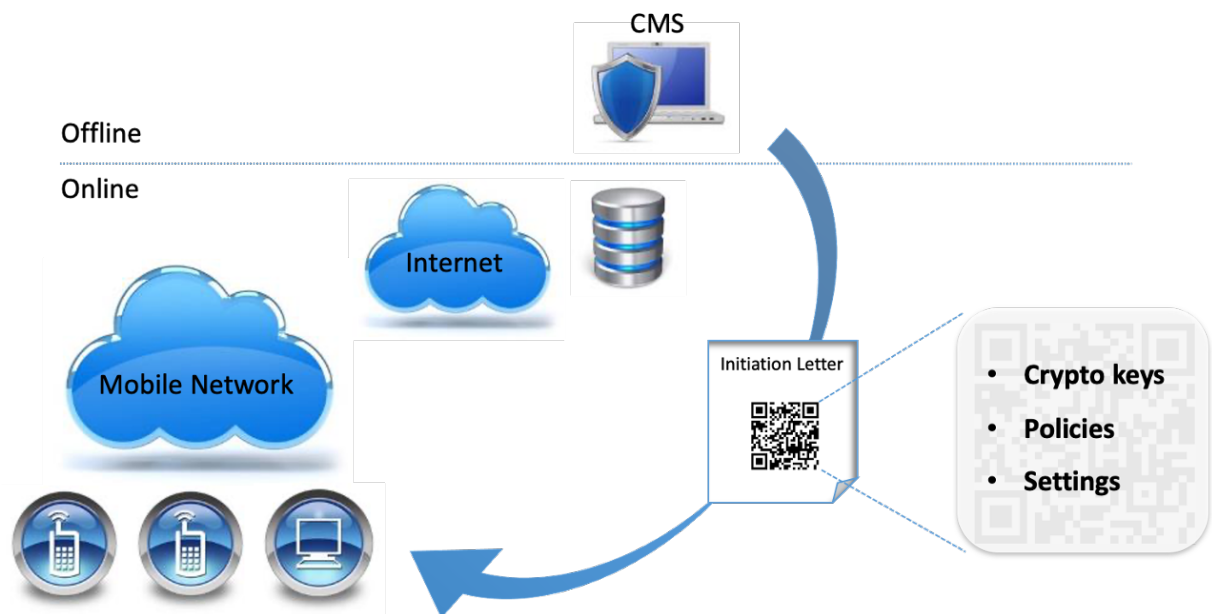 CMS
Offline
Online
Internet
Mobile Network
Initiation Letter
• Crypto keys
• Policies
• Settings